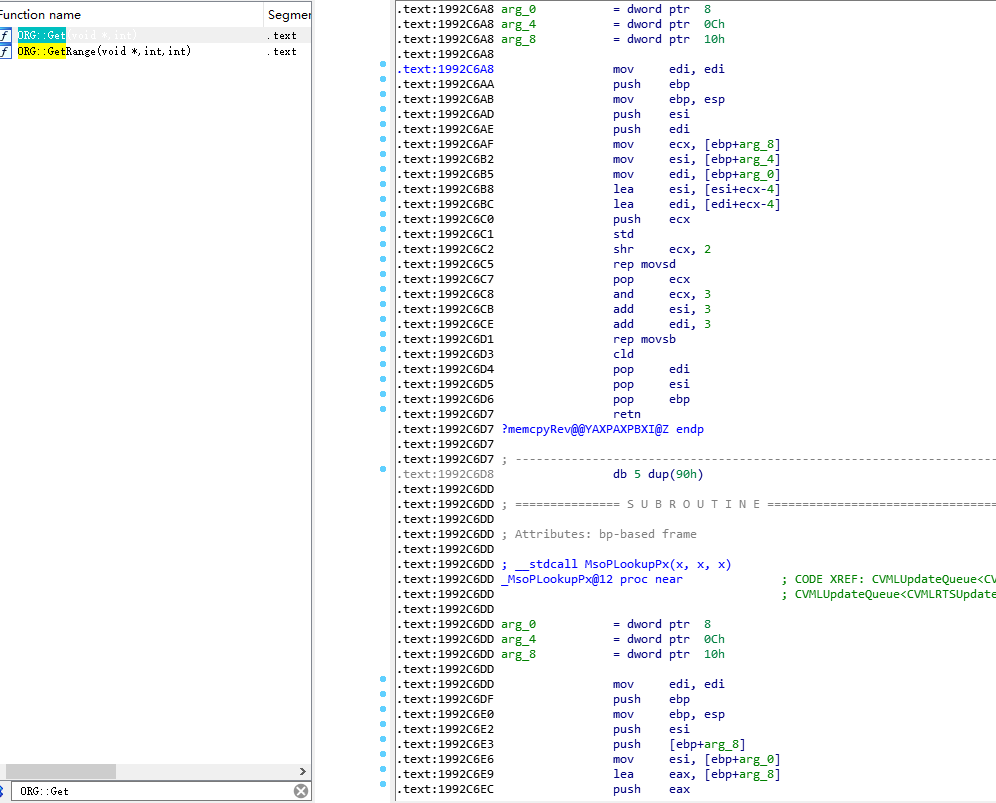 Function name Segmen
f ORG::Get(void *,int) .text
f ORG::GetRange(void *,int,int) .text
ORG::Get
.text:1992C6A8 arg_0 = dword ptr 8
.text:1992C6A8 arg_4 = dword ptr 0Ch
.text:1992C6A8 arg_8 = dword ptr 10h
.text:1992C6A8
.text:1992C6A8 mov edi, edi
.text:1992C6AA push ebp
.text:1992C6AB mov ebp, esp
.text:1992C6AD push esi
.text:1992C6AE push edi
.text:1992C6AF mov ecx, [ebp+arg_8]
.text:1992C6B2 mov esi, [ebp+arg_4]
.text:1992C6B5 mov edi, [ebp+arg_0]
.text:1992C6B8 lea esi, [esi+ecx-4]
.text:1992C6BC lea edi, [edi+ecx-4]
.text:1992C6C0 push ecx
.text:1992C6C1 std
.text:1992C6C2 shr ecx, 2
.text:1992C6C5 rep movsd
.text:1992C6C7 pop ecx
.text:1992C6C8 and ecx, 3
.text:1992C6CB add esi, 3
.text:1992C6CE add edi, 3
.text:1992C6D1 rep movsb
.text:1992C6D3 cld
.text:1992C6D4 pop edi
.text:1992C6D5 pop esi
.text:1992C6D6 pop ebp
.text:1992C6D7 retn
.text:1992C6D7 ?memcpyRev@@YAXPAXPBXI@Z endp
.text:1992C6D7
.text:1992C6D7 ; ---------------------------------------------------------------------
.text:1992C6D8 db 5 dup(90h)
.text:1992C6DD
.text:1992C6DD ; =============== S U B R O U T I N E =================================
.text:1992C6DD
.text:1992C6DD ; Attributes: bp-based frame
.text:1992C6DD
.text:1992C6DD ; __stdcall MsoPLookupPx(x, x, x)
.text:1992C6DD _MsoPLookupPx@12 proc near ; CODE XREF: CVMLUpdateQueue<CV
.text:1992C6DD ; CVMLUpdateQueue<CVMLRTSUpdate
.text:1992C6DD
.text:1992C6DD arg_0 = dword ptr 8
.text:1992C6DD arg_4 = dword ptr 0Ch
.text:1992C6DD arg_8 = dword ptr 10h
.text:1992C6DD
.text:1992C6DD mov edi, edi
.text:1992C6DF push ebp
.text:1992C6E0 mov ebp, esp
.text:1992C6E2 push esi
.text:1992C6E3 push [ebp+arg_8]
.text:1992C6E6 mov esi, [ebp+arg_0]
.text:1992C6E9 lea eax, [ebp+arg_8]
.text:1992C6EC push eax